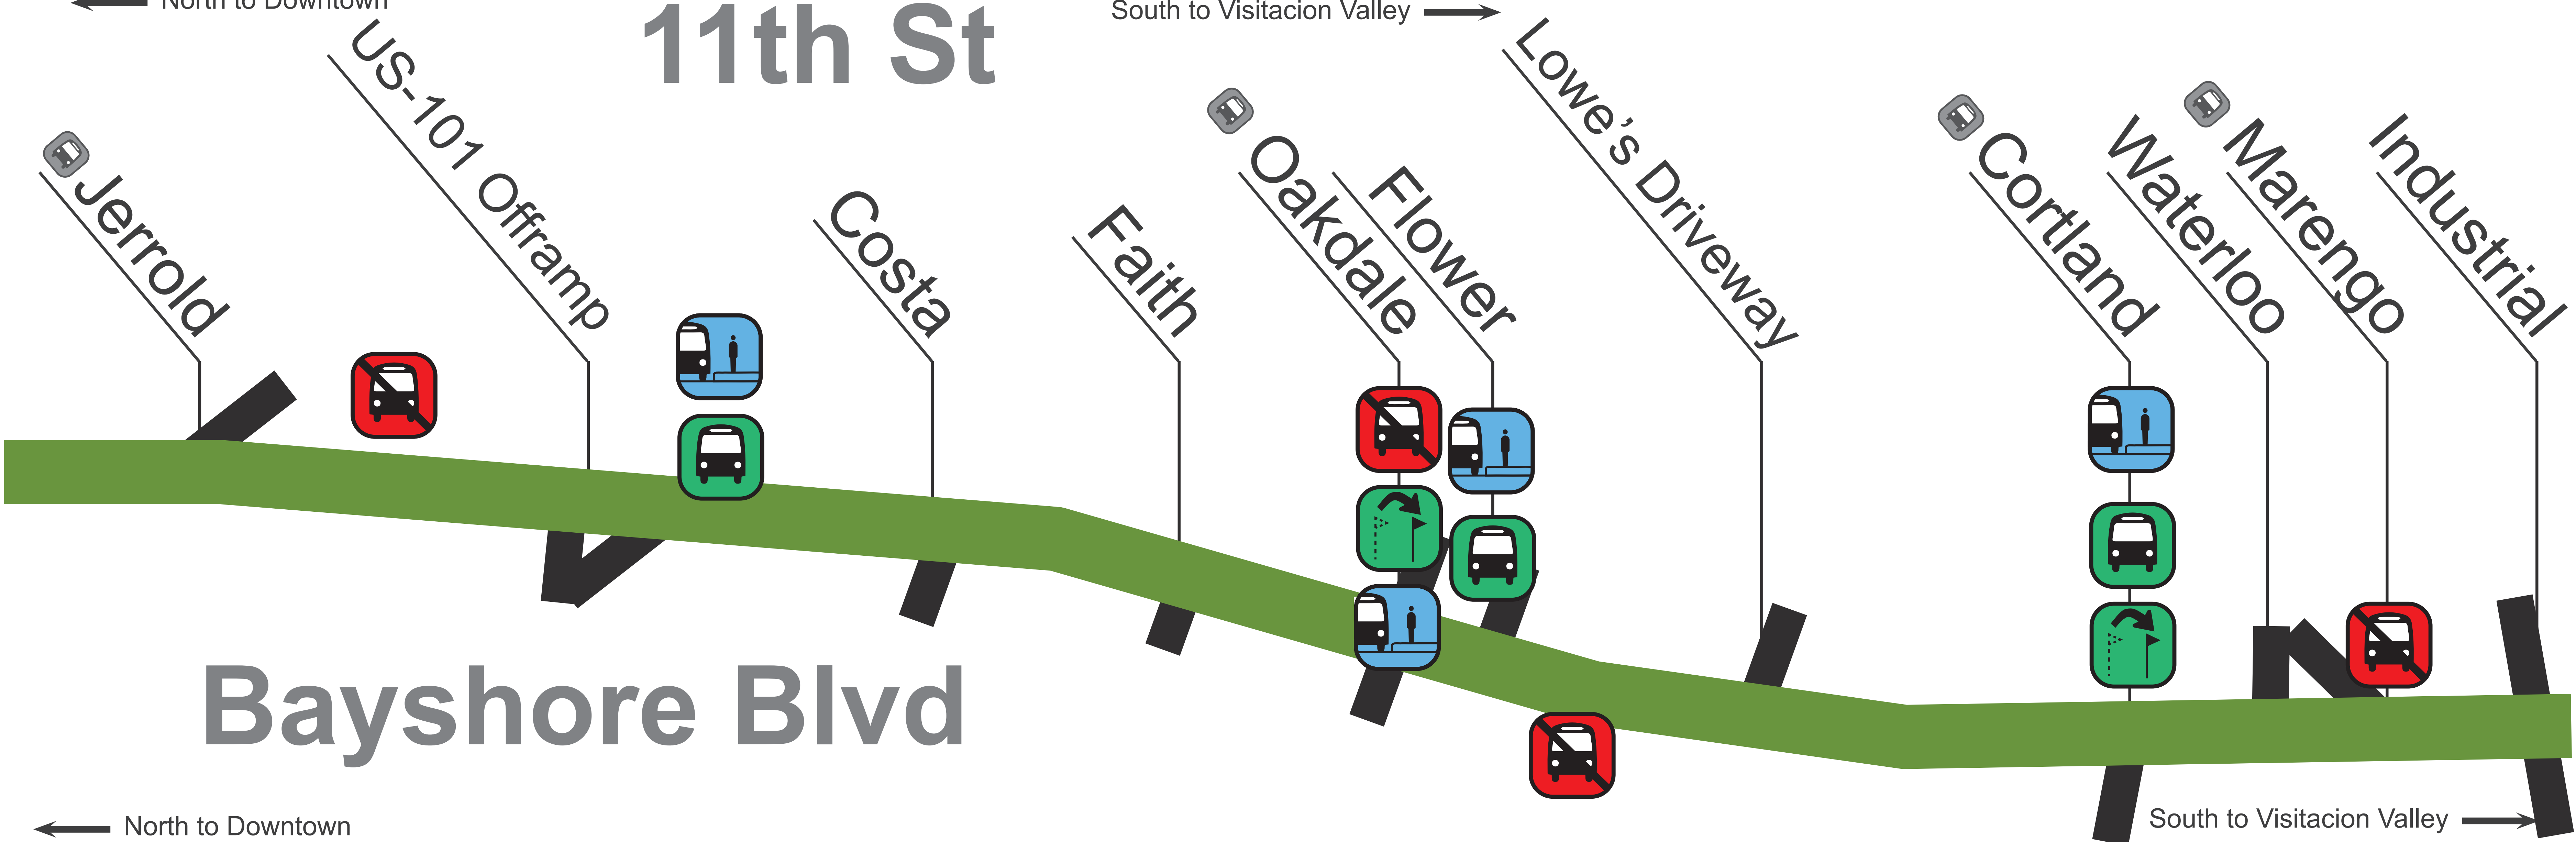 North to Downtown
11th St
South to Visitacion Valley
Jerrold
US-101 Offramp
Costa
Faith
Oakdale
Flower
Lowe's Driveway
Cortland
Waterloo
Marengo
Industrial
Bayshore Blvd
North to Downtown
South to Visitacion Valley